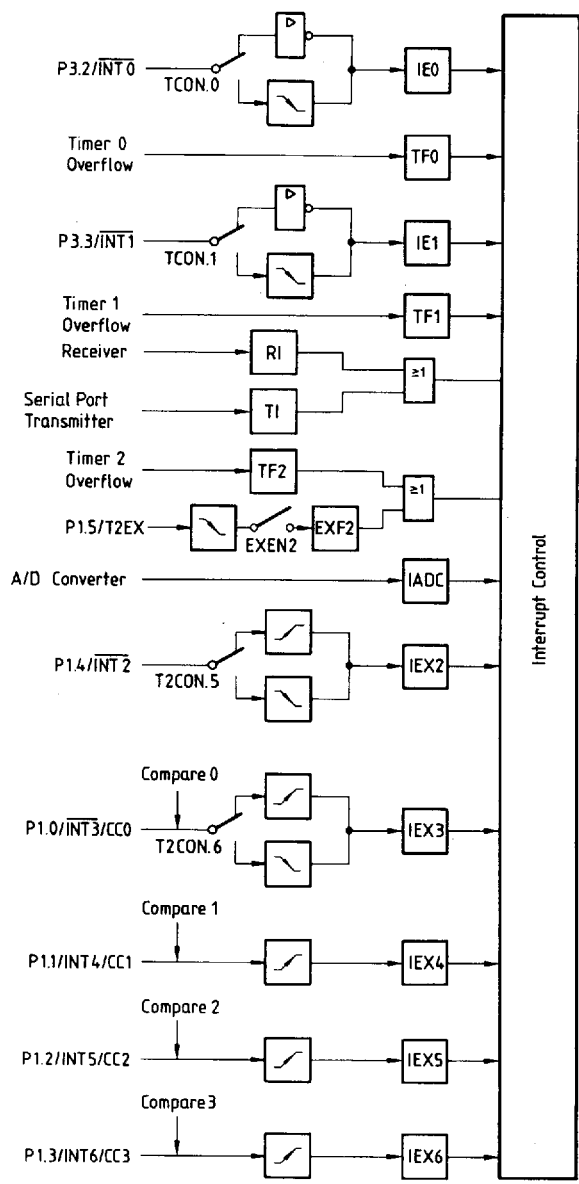 P3.2/INT0
TCON.0
IE0
Timer 0
Overflow
TF0
P3.3/INT1
TCON.1
IE1
Timer 1
Overflow
TF1
Receiver
RI
≥1
Serial Port
Transmitter
TI
Timer 2
Overflow
TF2
≥1
P1.5/T2EX
EXEN2
EXF2
A/D Converter
IADC
Interrupt Control
P1.4/INT2
T2CON.5
IEX2
Compare 0
P1.0/INT3/CC0
T2CON.6
IEX3
Compare 1
P1.1/INT4/CC1
IEX4
Compare 2
P1.2/INT5/CC2
IEX5
Compare 3
P1.3/INT6/CC3
IEX6